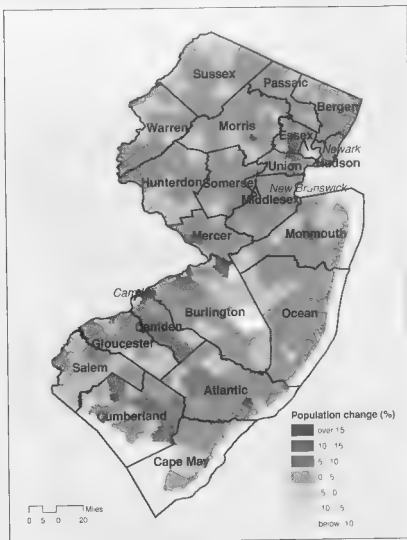 Sussex
Passaic
Bergen
Warren
Morris
Essex
Newark
Hudson
Union
Hunterdon
Somerset
New Brunswick
Middlesex
Mercer
Monmouth
Burlington
Ocean
Camden
Gloucester
Salem
Atlantic
Cumberland
Cape May
Population change (%)
over 15
10 15
5 10
0 5
5 0
10 5
below 10
Miles
0 5 0 20